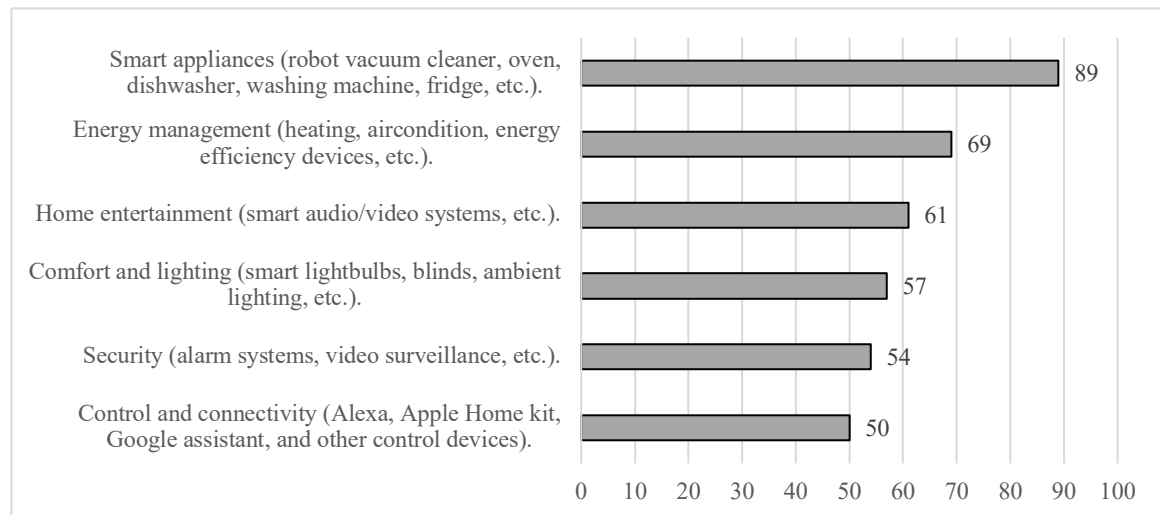 Smart appliances (robot vacuum cleaner, oven,
dishwasher, washing machine, fridge, etc.).
89
Energy management (heating, aircondition, energy
efficiency devices, etc.).
69
Home entertainment (smart audio/video systems, etc.).
61
Comfort and lighting (smart lightbulbs, blinds, ambient
lighting, etc.).
57
Security (alarm systems, video surveillance, etc.).
54
Control and connectivity (Alexa, Apple Home kit,
Google assistant, and other control devices).
50
0 10 20 30 40 50 60 70 80 90 100